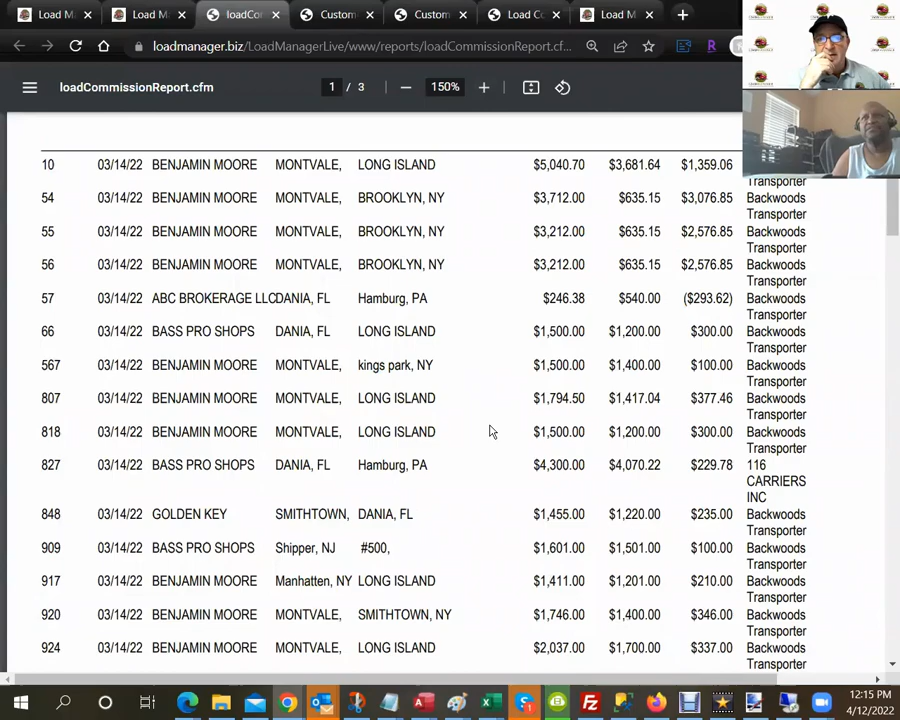 Load M
Load M
loadCor
Custom
Custom
Load Co
Load M
loadmanager.biz/LoadManagerLive/www/reports/loadCommissionReport.cf...
loadCommissionReport.cfm
1 / 3
150%
10 03/14/22 BENJAMIN MOORE MONTVALE, LONG ISLAND $5,040.70 $3,681.64 $1,359.06
Transporter
54 03/14/22 BENJAMIN MOORE MONTVALE, BROOKLYN, NY $3,712.00 $635.15 $3,076.85 Backwoods
Transporter
55 03/14/22 BENJAMIN MOORE MONTVALE, BROOKLYN, NY $3,212.00 $635.15 $2,576.85 Backwoods
Transporter
56 03/14/22 BENJAMIN MOORE MONTVALE, BROOKLYN, NY $3,212.00 $635.15 $2,576.85 Backwoods
Transporter
57 03/14/22 ABC BROKERAGE LLC DANIA, FL Hamburg, PA $246.38 $540.00 ($293.62) Backwoods
Transporter
66 03/14/22 BASS PRO SHOPS DANIA, FL LONG ISLAND $1,500.00 $1,200.00 $300.00 Backwoods
Transporter
567 03/14/22 BENJAMIN MOORE MONTVALE, kings park, NY $1,500.00 $1,400.00 $100.00 Backwoods
Transporter
807 03/14/22 BENJAMIN MOORE MONTVALE, LONG ISLAND $1,794.50 $1,417.04 $377.46 Backwoods
Transporter
818 03/14/22 BENJAMIN MOORE MONTVALE, LONG ISLAND $1,500.00 $1,200.00 $300.00 Backwoods
Transporter
827 03/14/22 BASS PRO SHOPS DANIA, FL Hamburg, PA $4,300.00 $4,070.22 $229.78 116
CARRIERS
INC
848 03/14/22 GOLDEN KEY SMITHTOWN, DANIA, FL $1,455.00 $1,220.00 $235.00 Backwoods
Transporter
909 03/14/22 BASS PRO SHOPS Shipper, NJ #500, $1,601.00 $1,501.00 $100.00 Backwoods
Transporter
917 03/14/22 BENJAMIN MOORE Manhatten, NY LONG ISLAND $1,411.00 $1,201.00 $210.00 Backwoods
Transporter
920 03/14/22 BENJAMIN MOORE MONTVALE, SMITHTOWN, NY $1,746.00 $1,400.00 $346.00 Backwoods
Transporter
924 03/14/22 BENJAMIN MOORE MONTVALE, LONG ISLAND $2,037.00 $1,700.00 $337.00 Backwoods
Transporter
12:15 PM
4/12/2022